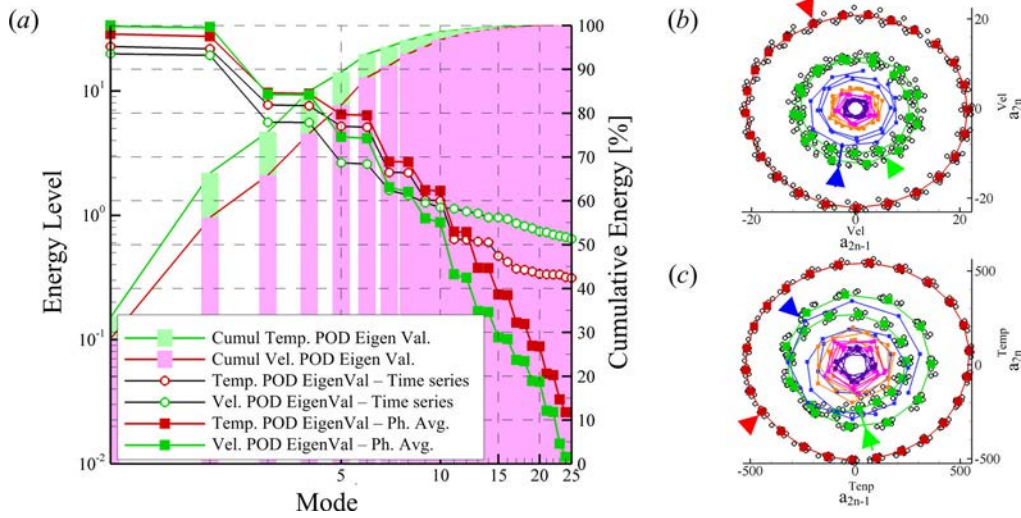 (a)
Energy Level
10¹
10⁰
10⁻¹
10⁻²
Cumul Temp. POD Eigen Val.
Cumul Vel. POD Eigen Val.
Temp. POD EigenVal – Time series
Vel. POD EigenVal – Time series
Temp. POD EigenVal – Ph. Avg.
Vel. POD EigenVal – Ph. Avg.
5
10
15
20
25
Mode
100
90
80
70
60
50
40
30
20
10
0
Cumulative Energy [%]
(b)
20
0
-20
Vel
a2n
-20
0
20
Vel
a2n-1
(c)
500
0
-500
Temp
a2n
-500
0
500
Tenp
a2n-1